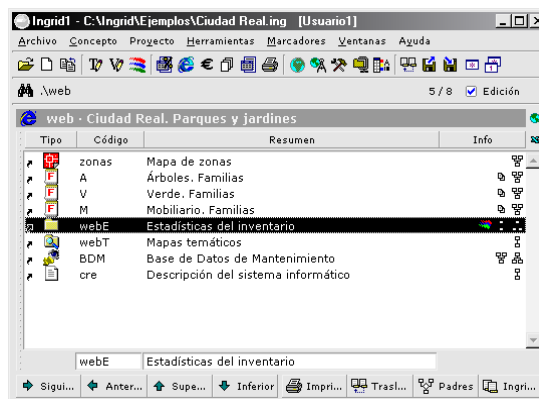 Ingrid1 - C:\Ingrid\Ejemplos\Ciudad Real.ing [Usuario1]
Archivo Concepto Proyecto Herramientas Marcadores Ventanas Ayuda
.\web 5 / 8 Edición
web · Ciudad Real. Parques y jardines
Tipo Código Resumen Info
zonas Mapa de zonas
F A Árboles. Familias
F V Verde. Familias
F M Mobiliario. Familias
webE Estadísticas del inventario
webT Mapas temáticos
BDM Base de Datos de Mantenimiento
cre Descripción del sistema informático
webE Estadísticas del inventario
Sigui... Anter... Supe... Inferior Impri... Trasl... Padres Ingri...